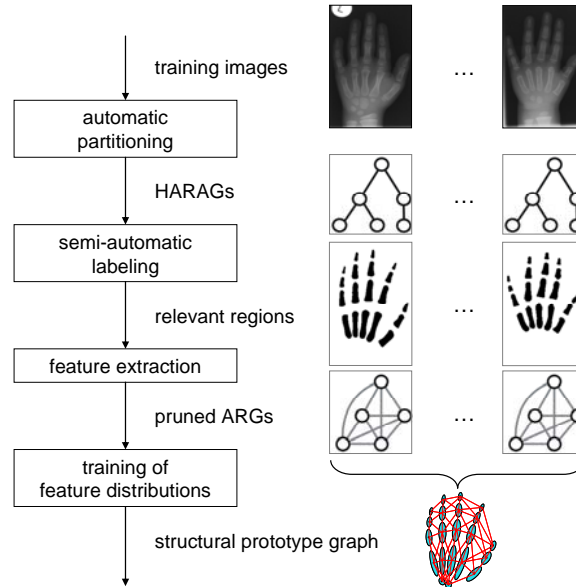 training images
...
automatic
partitioning
HARAGs
...
semi-automatic
labeling
relevant regions
...
feature extraction
pruned ARGs
...
training of
feature distributions
structural prototype graph